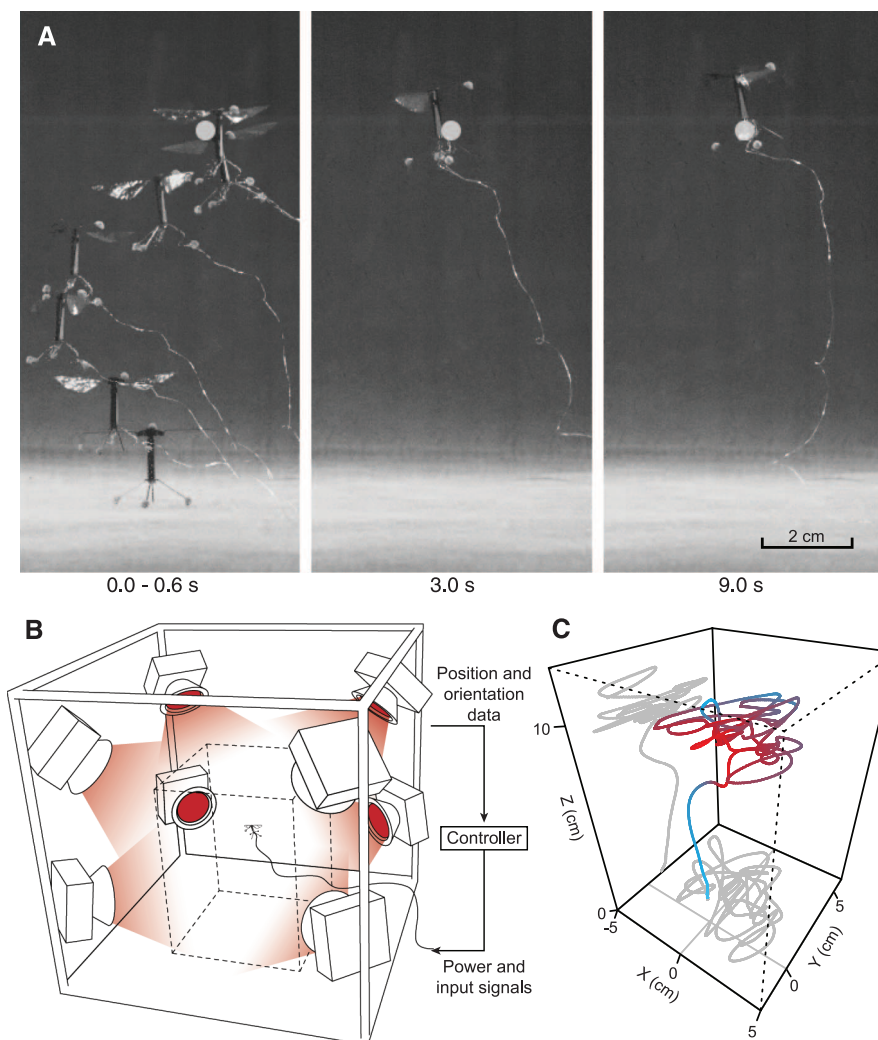 A
2 cm
0.0 - 0.6 s
3.0 s
9.0 s
B
Position and
orientation
data
Controller
Power and
input signals
C
10
Z (cm)
0
-5
X (cm)
0
5
Y (cm)
0
5